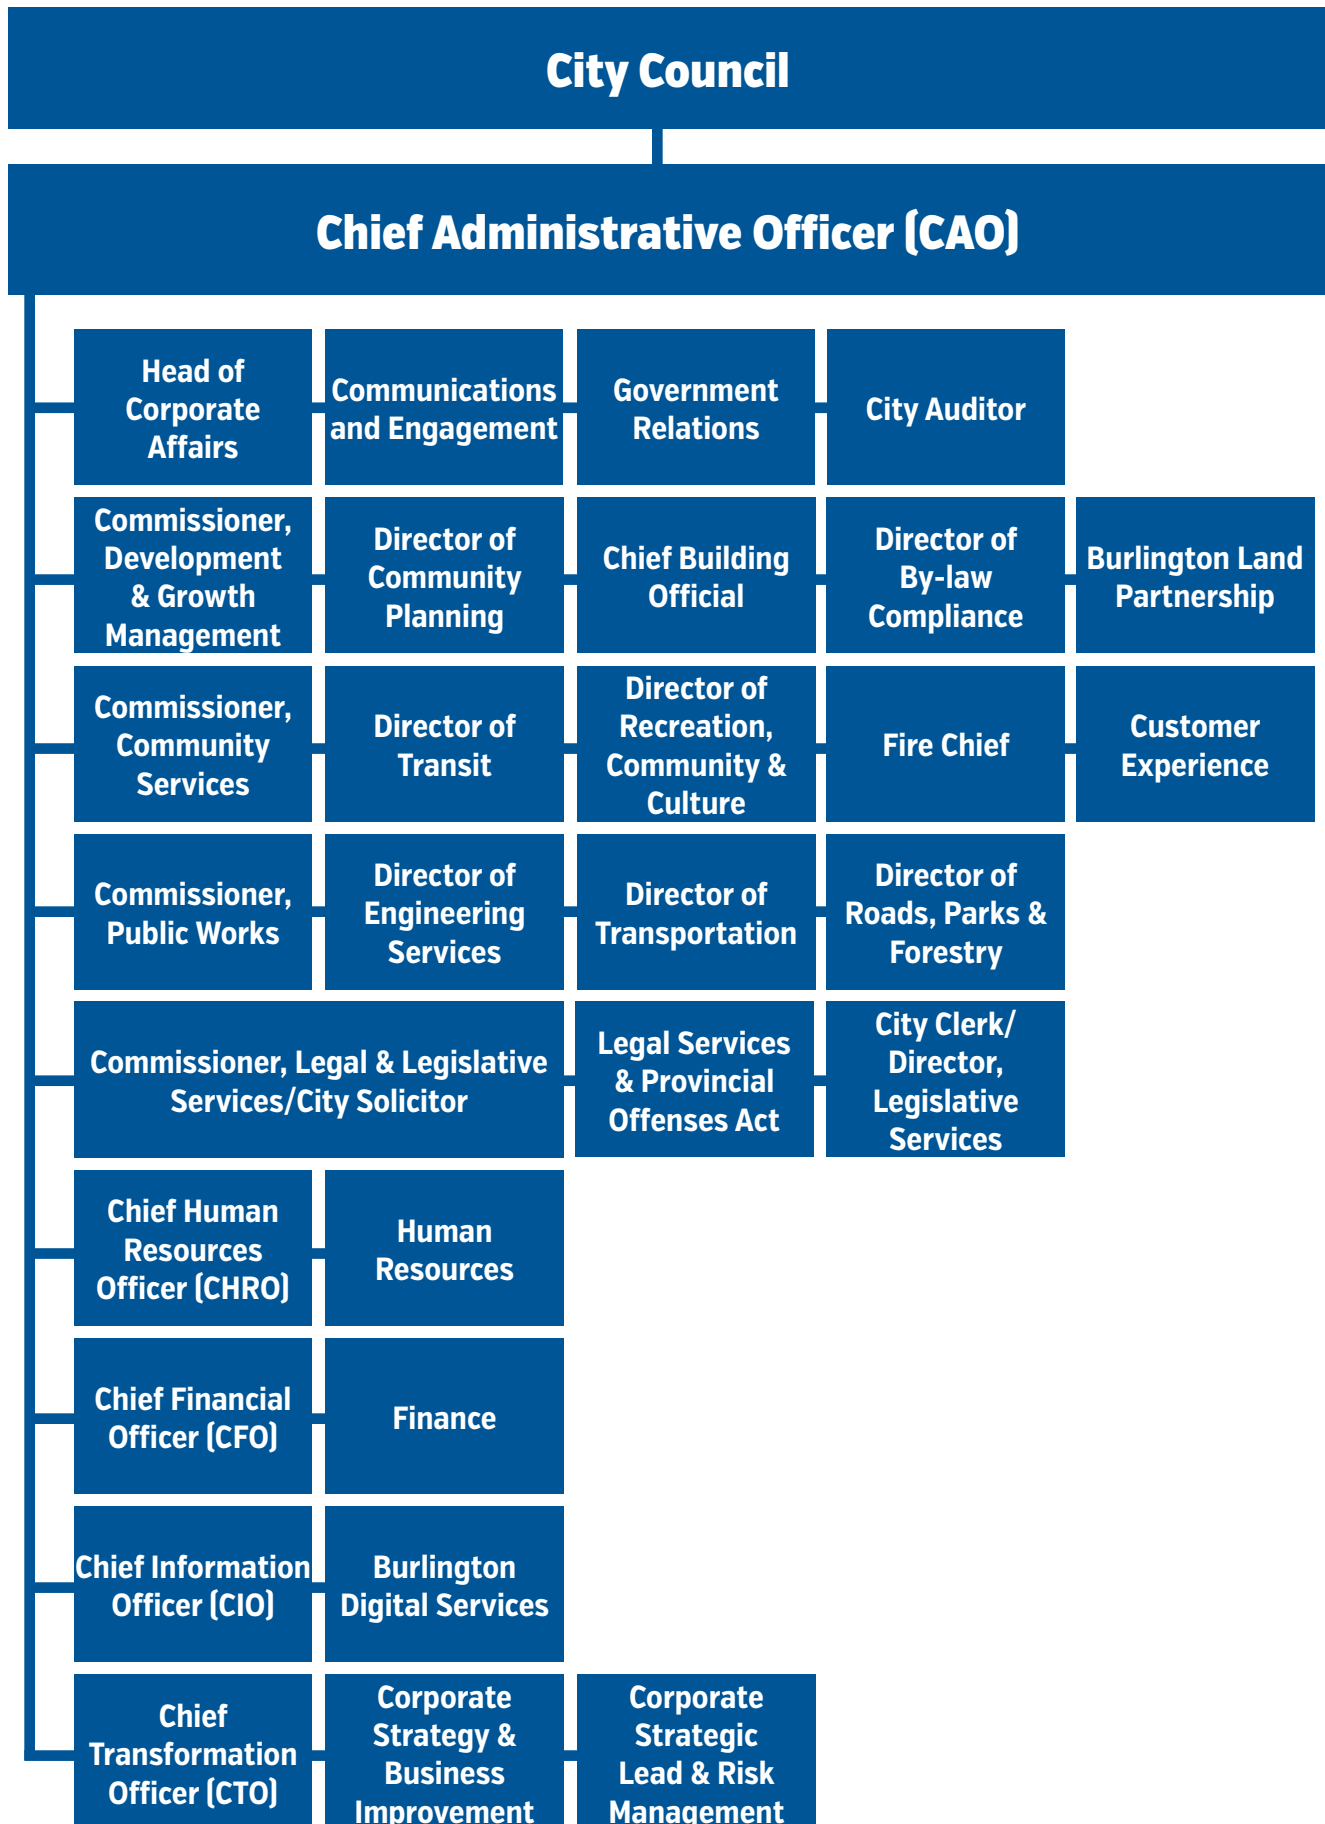 City Council
Chief Administrative Officer (CAO)
Head of
Corporate
Affairs
Communications
and Engagement
Government
Relations
City Auditor
Commissioner,
Development
& Growth
Management
Director of
Community
Planning
Chief Building
Official
Director of
By-law
Compliance
Burlington Land
Partnership
Commissioner,
Community
Services
Director of
Transit
Director of
Recreation,
Community &
Culture
Fire Chief
Customer
Experience
Commissioner,
Public Works
Director of
Engineering
Services
Director of
Transportation
Director of
Roads, Parks &
Forestry
Commissioner, Legal & Legislative
Services/City Solicitor
Legal Services
& Provincial
Offenses Act
City Clerk/
Director,
Legislative
Services
Chief Human
Resources
Officer (CHRO)
Human
Resources
Chief Financial
Officer (CFO)
Finance
Chief Information
Officer (CIO)
Burlington
Digital Services
Chief
Transformation
Officer (CTO)
Corporate
Strategy &
Business
Improvement
Corporate
Strategic
Lead & Risk
Management